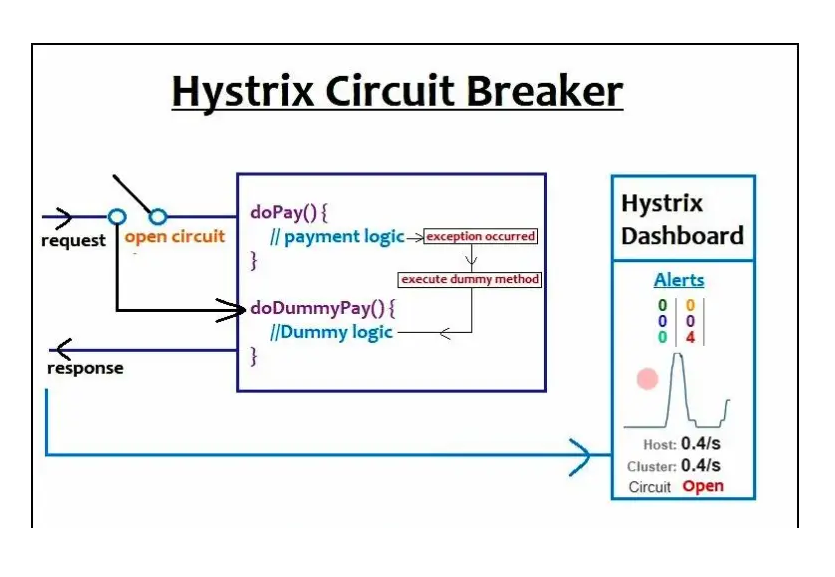 Hystrix Circuit Breaker
request
open circuit
doPay() {
// payment logic
exception occurred
}
execute dummy method
doDummyPay() {
//Dummy logic
}
response
Hystrix
Dashboard
Alerts
0 0
0 0
0 4
Host: 0.4/s
Cluster: 0.4/s
Circuit Open